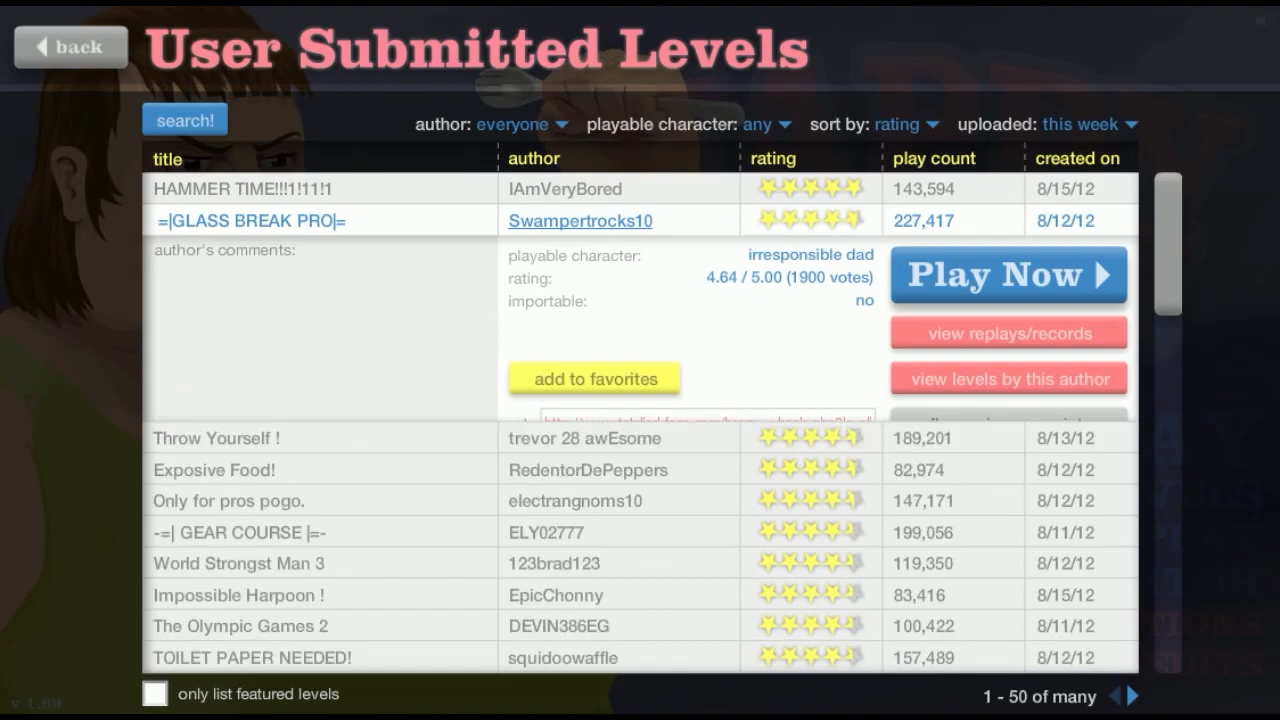 back
User Submitted Levels
search!
author: everyone playable character: any sort by: rating uploaded: this week
title author rating play count created on
HAMMER TIME!!!1!11!1 IAmVeryBored 143,594 8/15/12
=|GLASS BREAK PRO|= Swampertrocks10 227,417 8/12/12
author's comments:
playable character: irresponsible dad
rating: 4.64 / 5.00 (1900 votes)
importable: no
Play Now
view replays/records
add to favorites
view levels by this author
Throw Yourself ! trevor 28 awEsome 189,201 8/13/12
Exposive Food! RedentorDePeppers 82,974 8/12/12
Only for pros pogo. electrangnoms10 147,171 8/12/12
-=| GEAR COURSE |=- ELY02777 199,056 8/11/12
World Strongst Man 3 123brad123 119,350 8/12/12
Impossible Harpoon ! EpicChonny 83,416 8/15/12
The Olympic Games 2 DEVIN386EG 100,422 8/11/12
TOILET PAPER NEEDED! squidoowaffle 157,489 8/12/12
only list featured levels
1 - 50 of many